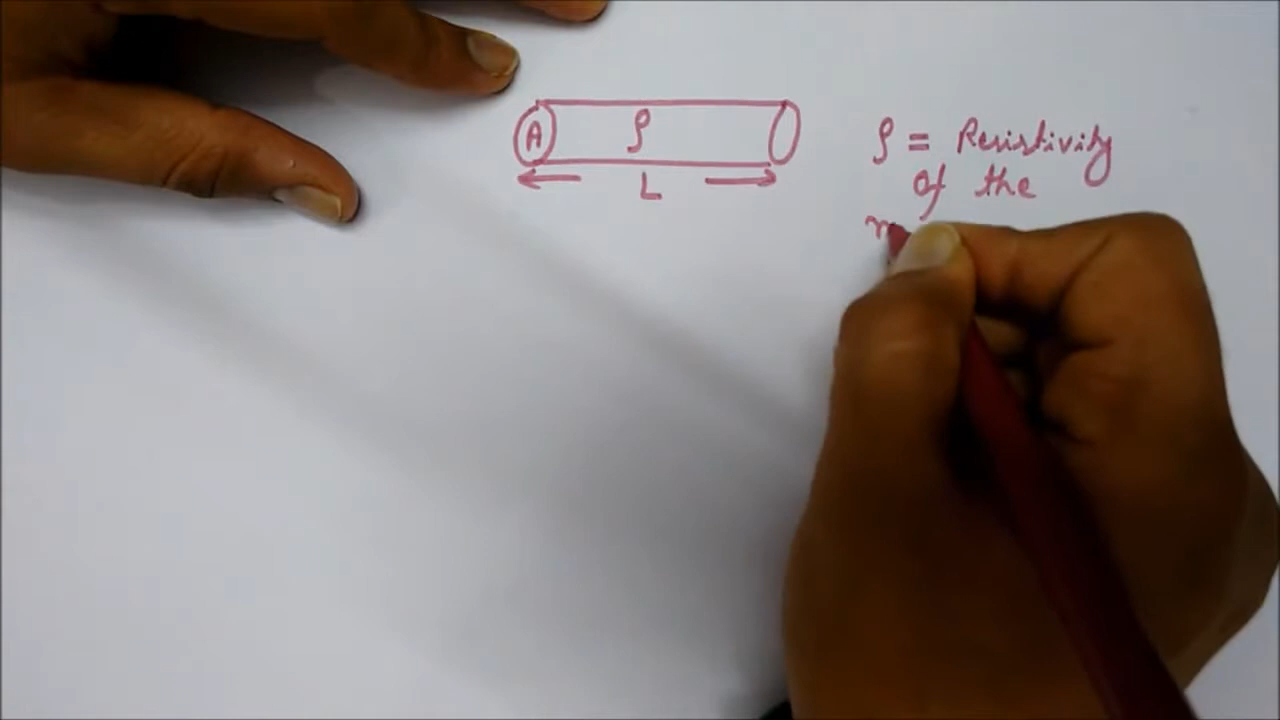 A ρ
L
ρ = Resistivity
of the
m